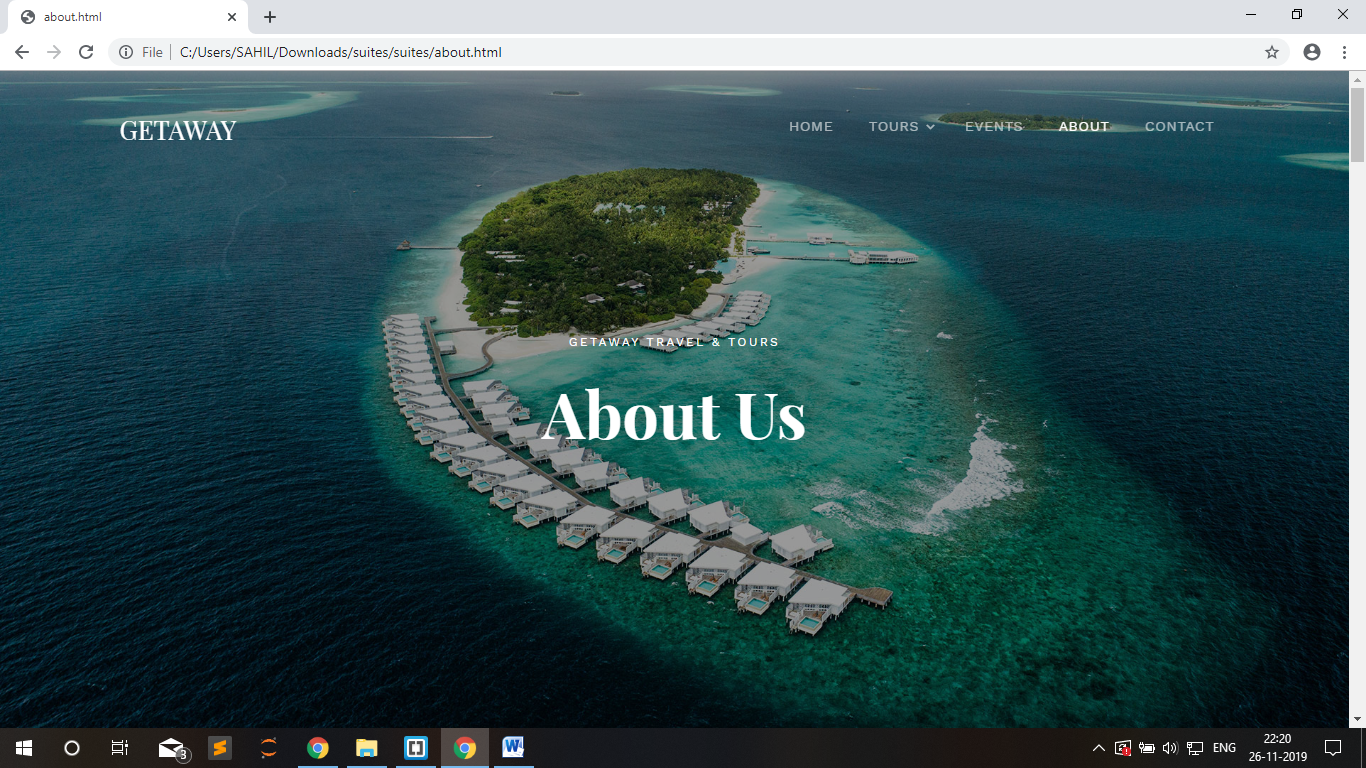 about.html
File
C:/Users/SAHIL/Downloads/suites/suites/about.html
GETAWAY
HOME TOURS EVENTS ABOUT CONTACT
GETAWAY TRAVEL & TOURS
About Us
3
ENG
22:20
26-11-2019